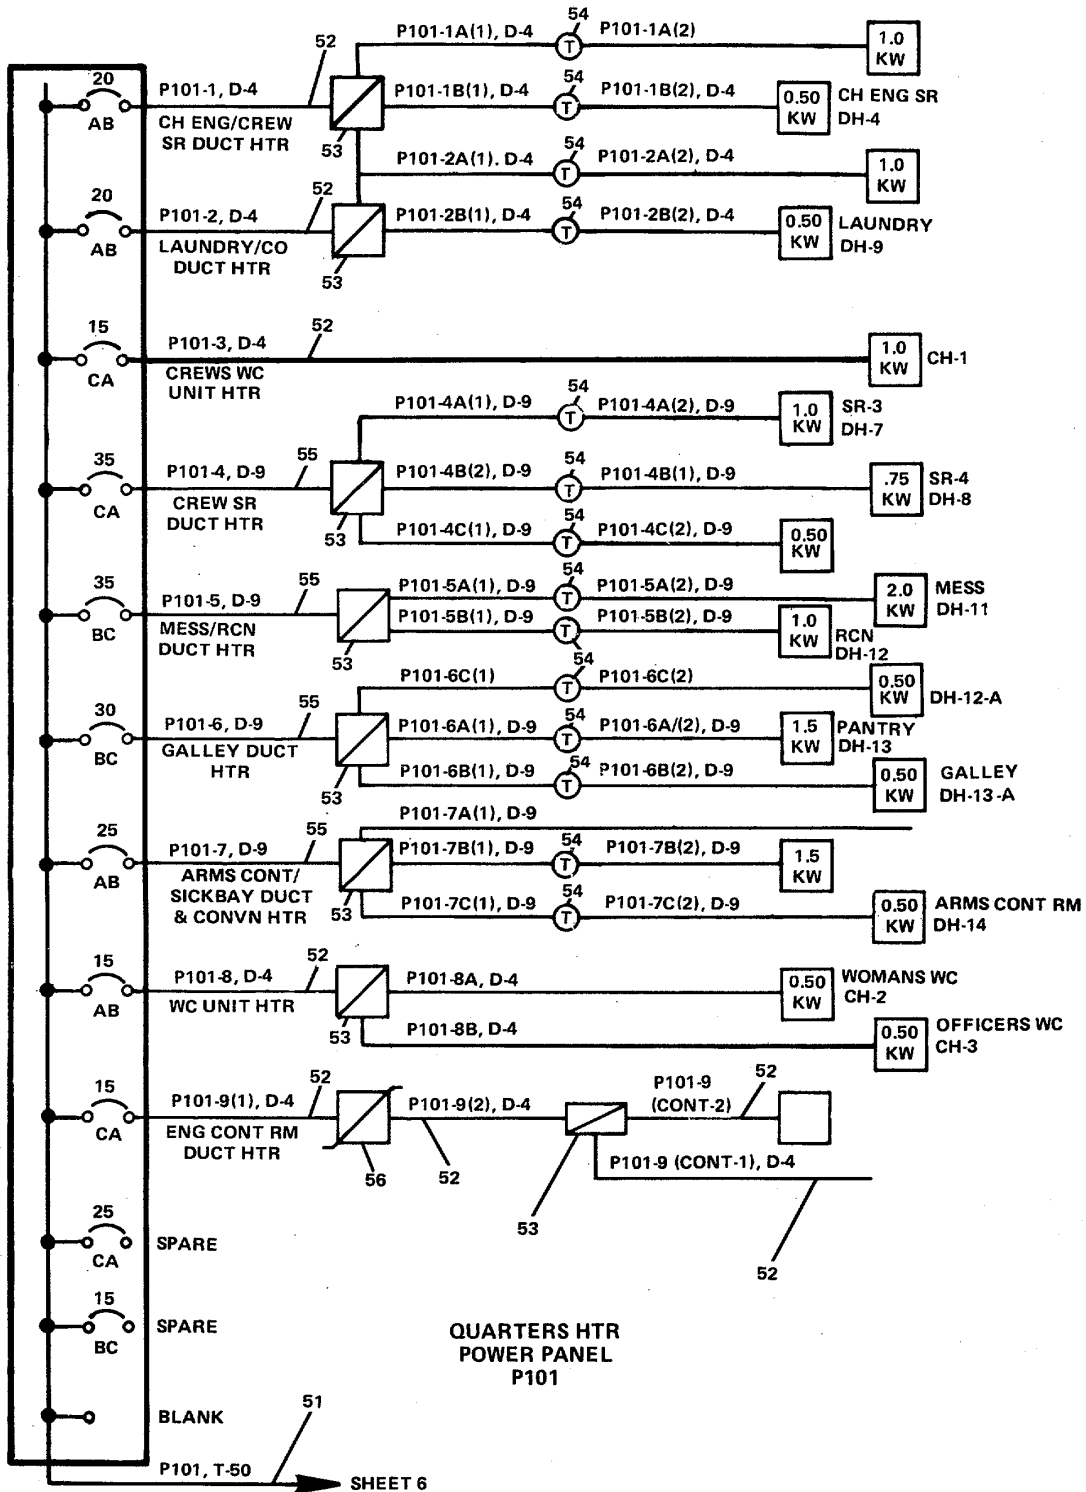 54
P101-1A(1), D-4
P101-1A(2)
T
1.0
KW
52
20
AB
P101-1, D-4
CH ENG/CREW
SR DUCT HTR
53
P101-1B(1), D-4
54
T
P101-1B(2), D-4
0.50
KW
CH ENG SR
DH-4
P101-2A(1). D-4
54
T
P101-2A(2), D-4
1.0
KW
20
AB
P101-2, D-4
LAUNDRY/CO
DUCT HTR
52
53
P101-2B(1), D-4
54
T
P101-2B(2), D-4
0.50
KW
LAUNDRY
DH-9
15
CA
P101-3, D-4
CREWS WC
UNIT HTR
52
1.0
KW
CH-1
P101-4A(1), D-9
54
T
P101-4A(2), D-9
1.0
KW
SR-3
DH-7
35
CA
P101-4, D-9
CREW SR
DUCT HTR
55
53
P101-4B(2), D-9
54
T
P101-4B(1), D-9
.75
KW
SR-4
DH-8
P101-4C(1), D-9
54
T
P101-4C(2), D-9
0.50
KW
35
BC
P101-5, D-9
MESS/RCN
DUCT HTR
55
53
P101-5A(1), D-9
54
T
P101-5A(2), D-9
2.0
KW
MESS
DH-11
P101-5B(1), D-9
T
54
P101-5B(2), D-9
1.0
KW
RCN
DH-12
P101-6C(1)
T
P101-6C(2)
0.50
KW
DH-12-A
30
BC
P101-6, D-9
GALLEY DUCT
HTR
55
53
P101-6A(1), D-9
54
T
P101-6A/(2), D-9
1.5
KW
PANTRY
DH-13
P101-6B(1), D-9
54
T
P101-6B(2), D-9
0.50
KW
GALLEY
DH-13-A
P101-7A(1), D-9
25
AB
P101-7, D-9
ARMS CONT/
SICKBAY DUCT
& CONVN HTR
55
53
P101-7B(1), D-9
54
T
P101-7B(2), D-9
1.5
KW
P101-7C(1), D-9
54
T
P101-7C(2), D-9
0.50
KW
ARMS CONT RM
DH-14
15
AB
P101-8, D-4
WC UNIT HTR
52
53
P101-8A, D-4
0.50
KW
WOMANS WC
CH-2
P101-8B, D-4
0.50
KW
OFFICERS WC
CH-3
15
CA
P101-9(1), D-4
ENG CONT RM
DUCT HTR
52
56
P101-9(2), D-4
52
53
P101-9
(CONT-2)
52
P101-9 (CONT-1), D-4
52
25
CA
SPARE
15
BC
SPARE
QUARTERS HTR
POWER PANEL
P101
BLANK
51
P101, T-50
SHEET 6